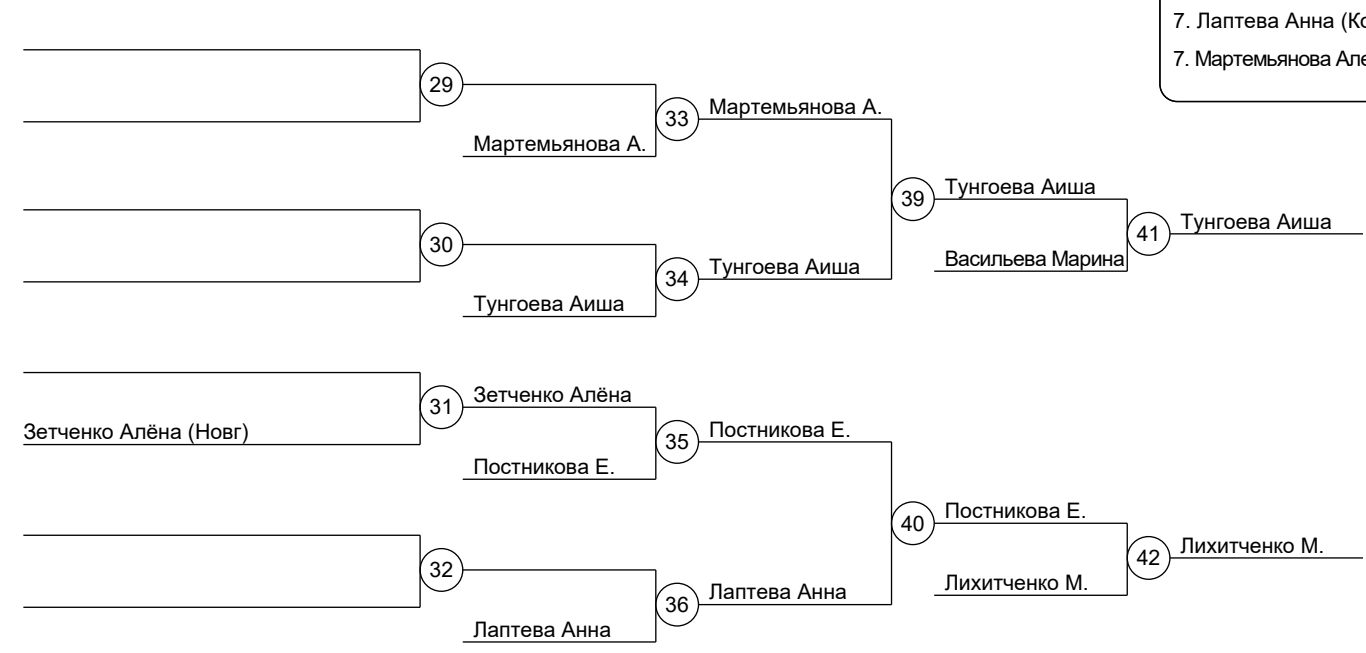 7. Лаптева Анна (Ко
7. Мартемьянова Але
29
33
Мартемьянова А.
Мартемьянова А.
39
Тунгоева Аиша
41
Тунгоева Аиша
30
34
Тунгоева Аиша
Васильева Марина
Тунгоева Аиша
31
Зетченко Алёна
Зетченко Алёна (Новг)
35
Постникова Е.
Постникова Е.
40
Постникова Е.
42
Лихитченко М.
32
36
Лаптева Анна
Лихитченко М.
Лаптева Анна